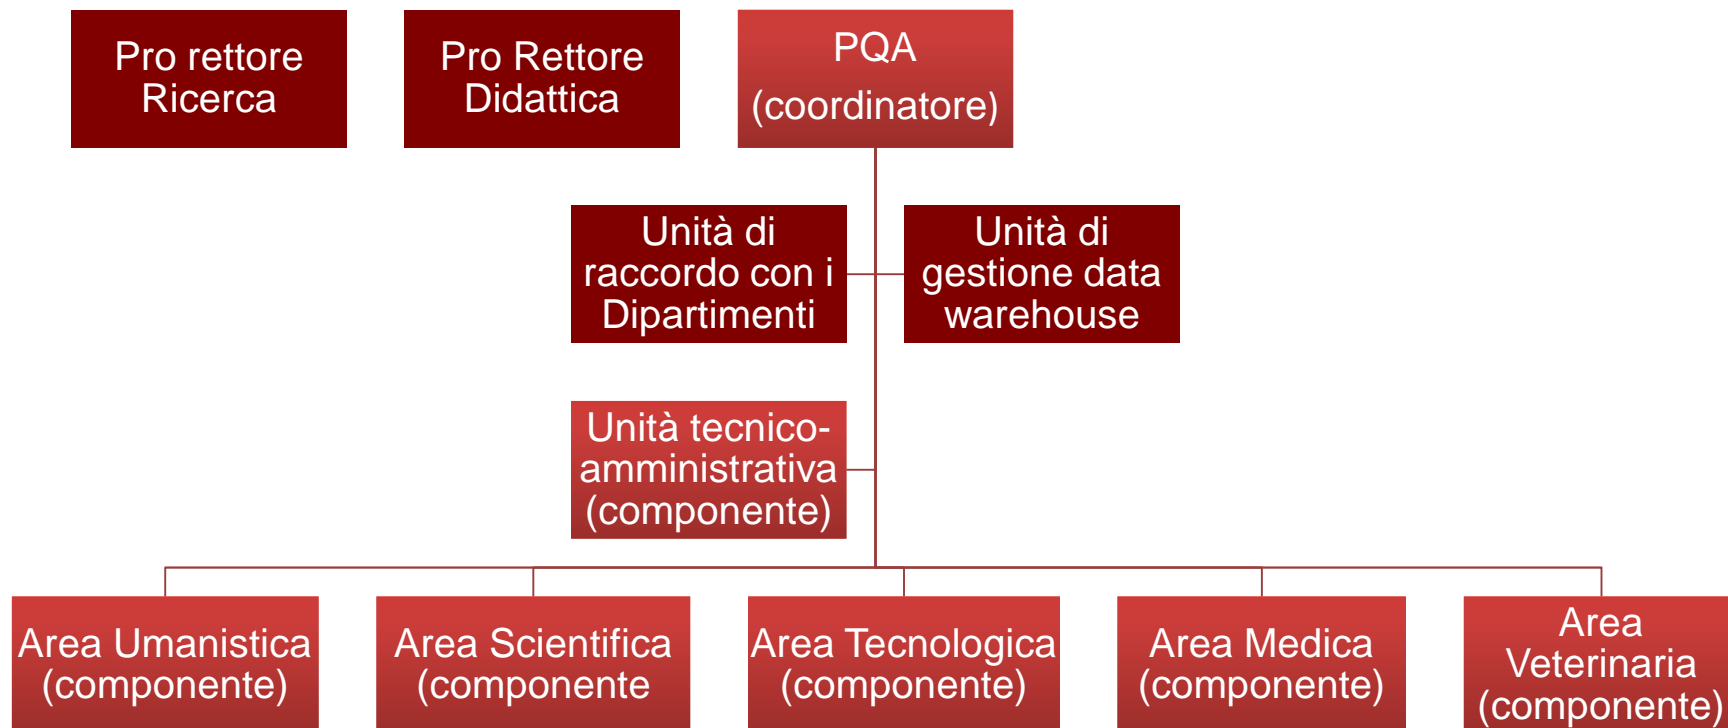 Pro rettore
Ricerca
Pro Rettore
Didattica
PQA
(coordinatore)
Unità di
raccordo con i
Dipartimenti
Unità di
gestione data
warehouse
Unità tecnico-
amministrativa
(componente)
Area Umanistica
(componente)
Area Scientifica
(componente
Area Tecnologica
(componente)
Area Medica
(componente)
Area
Veterinaria
(componente)